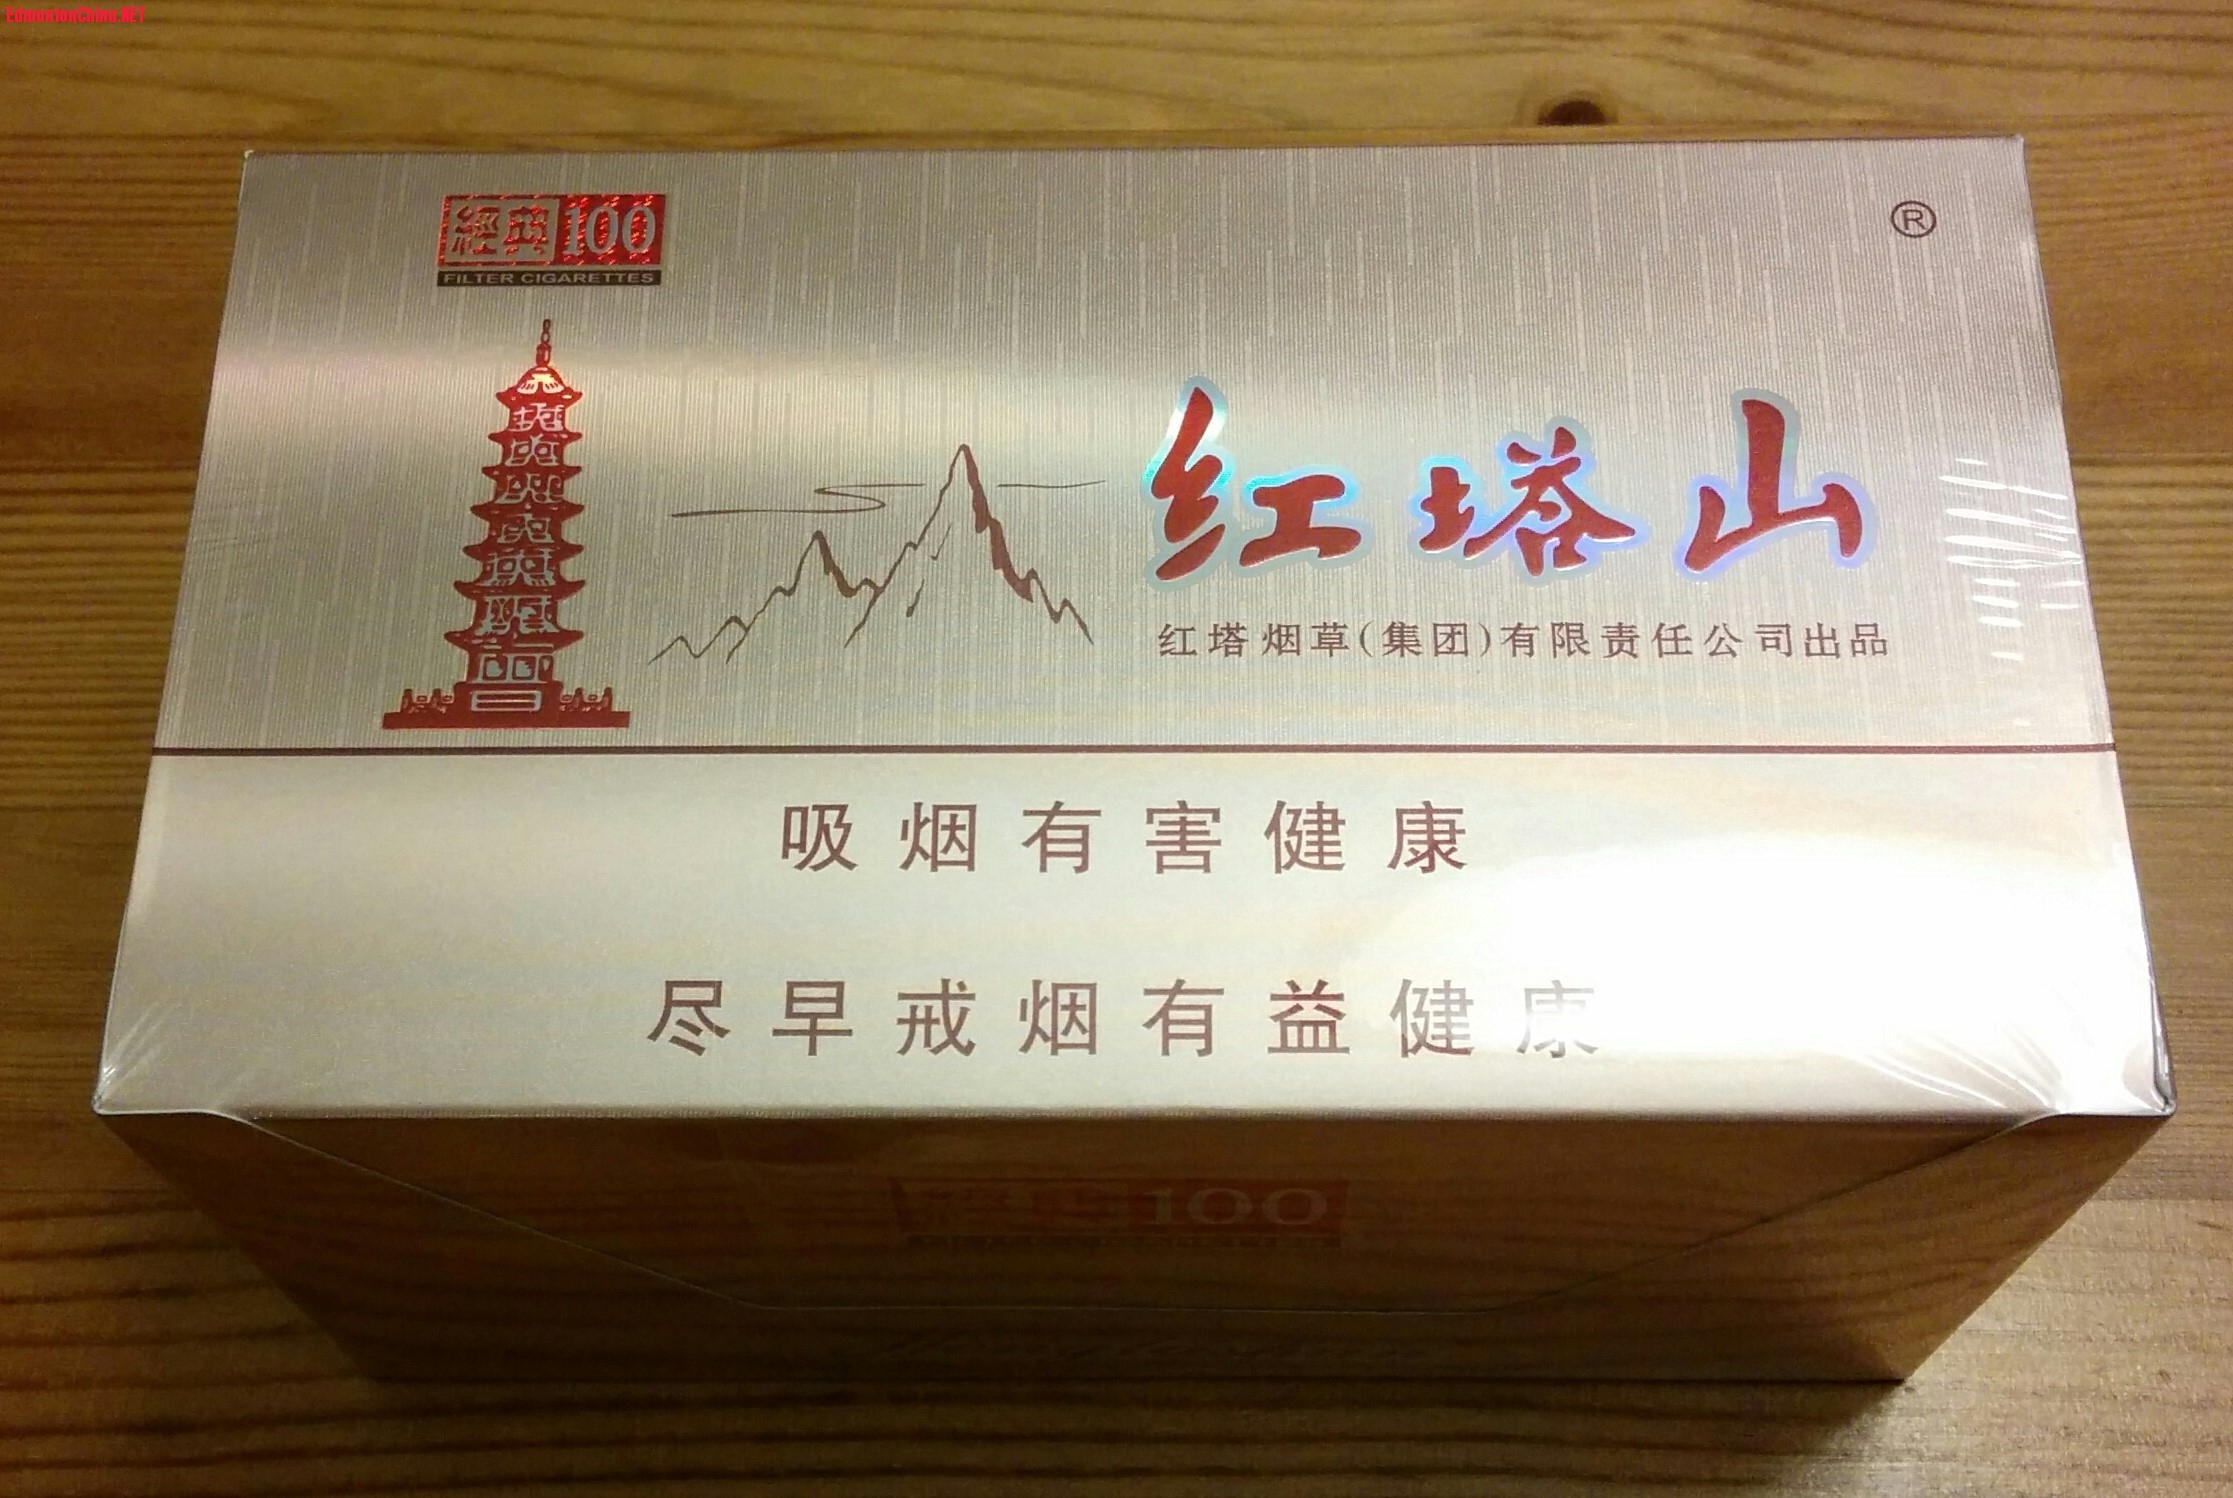 EdmontonChina.NET
經典100
FILTER CIGARETTES
®
红塔山
红塔烟草(集团)有限责任公司出品
吸烟有害健康
尽早戒烟有益健康
100